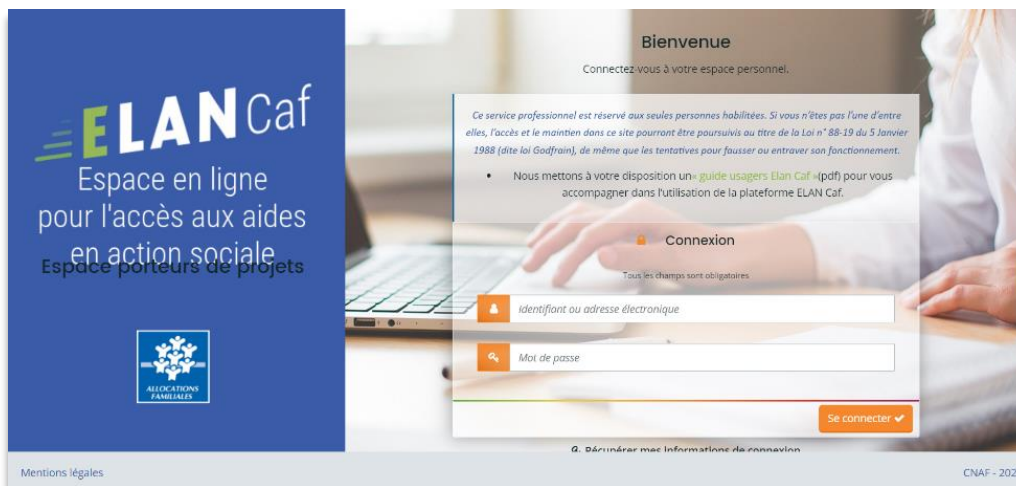 ELAN Caf
Espace en ligne
pour l'accès aux aides
en action sociale
Espace porteurs de projets
ALLOCATIONS
FAMILIALES
Bienvenue
Connectez-vous à votre espace personnel.
Ce service professionnel est réservé aux seules personnes habilitées. Si vous n'êtes pas l'une d'entre
elles, l'accès et le maintien dans ce site pourront être poursuivis au titre de la Loi n° 88-19 du 5 Janvier
1988 (dite loi Godfrain), de même que les tentatives pour fausser ou entraver son fonctionnement.
• Nous mettons à votre disposition un« guide usagers Elan Caf »(pdf) pour vous
accompagner dans l'utilisation de la plateforme ELAN Caf.
Connexion
Tous les champs sont obligatoires
Identifiant ou adresse électronique
Mot de passe
Se connecter
Récupérer mes informations de connexion
Mentions légales
CNAF - 202